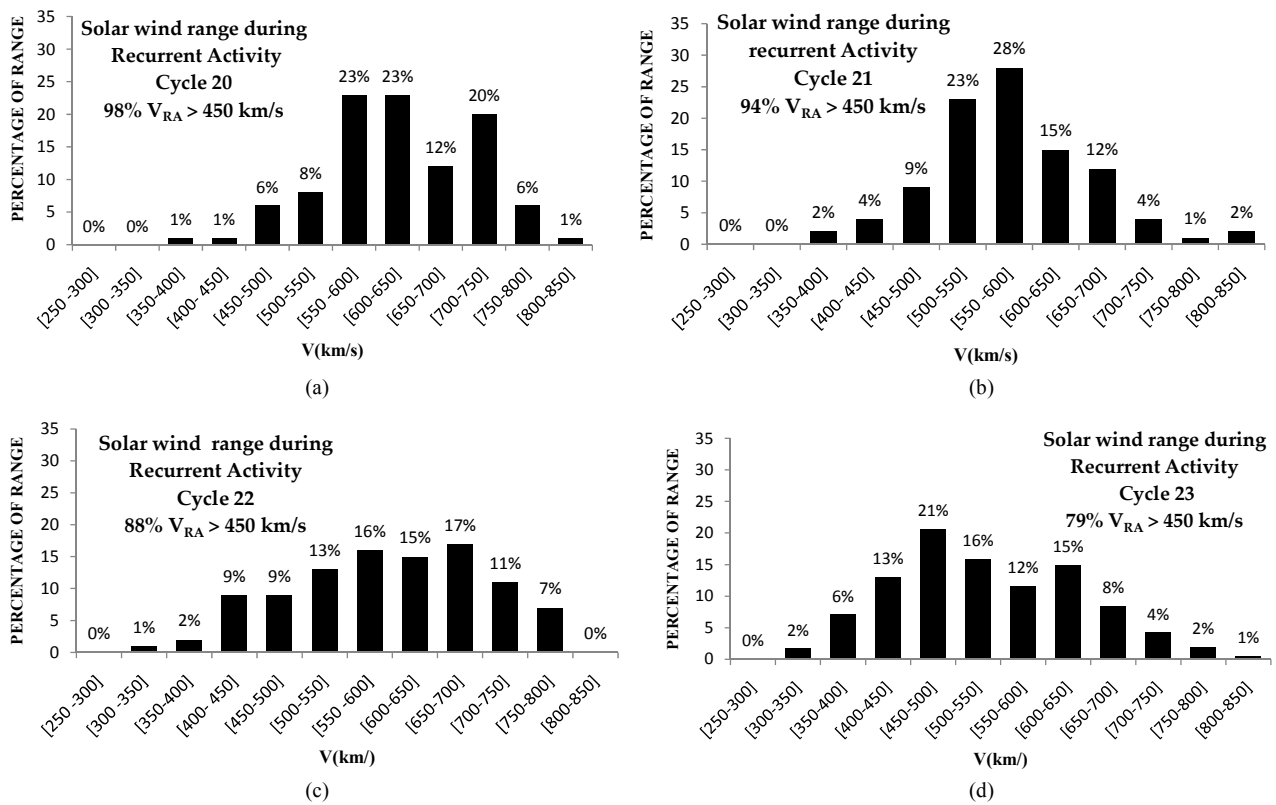 Solar wind range during
Recurrent Activity
Cycle 20
98% V_RA > 450 km/s
PERCENTAGE OF RANGE
35
30
25
20
15
10
5
0
0% 0% 1% 1% 6% 8% 23% 23% 12% 20% 6% 1%
[250 -300] [300 -350] [350-400] [400- 450] [450-500] [500-550] [550 -600] [600-650] [650-700] [700-750] [750-800] [800-850]
V(km/s)
(a)
Solar wind range during
recurrent Activity
Cycle 21
94% V_RA > 450 km/s
PERCENTAGE OF RANGE
35
30
25
20
15
10
5
0
0% 0% 2% 4% 9% 23% 28% 15% 12% 4% 1% 2%
[250 -300] [300 -350] [350-400] [400- 450] [450-500] [500-550] [550 -600] [600-650] [650-700] [700-750] [750-800] [800-850]
V(km/s)
(b)
Solar wind range during
Recurrent Activity
Cycle 22
88% V_RA > 450 km/s
PERCENTAGE OF RANGE
35
30
25
20
15
10
5
0
0% 1% 2% 9% 9% 13% 16% 15% 17% 11% 7% 0%
[250 -300] [300 -350] [350-400] [400- 450] [450-500] [500-550] [550 -600] [600-650] [650-700] [700-750] [750-800] [800-850]
V(km/)
(c)
Solar wind range during
Recurrent Activity
Cycle 23
79% V_RA > 450 km/s
PERCENTAGE OF RANGE
35
30
25
20
15
10
5
0
0% 2% 6% 13% 21% 16% 12% 15% 8% 4% 2% 1%
[250-300] [300-350] [350-400] [400-450] [450-500] [500-550] [550-600] [600-650] [650-700] [700-750] [750-800] [800-850]
V(km/)
(d)